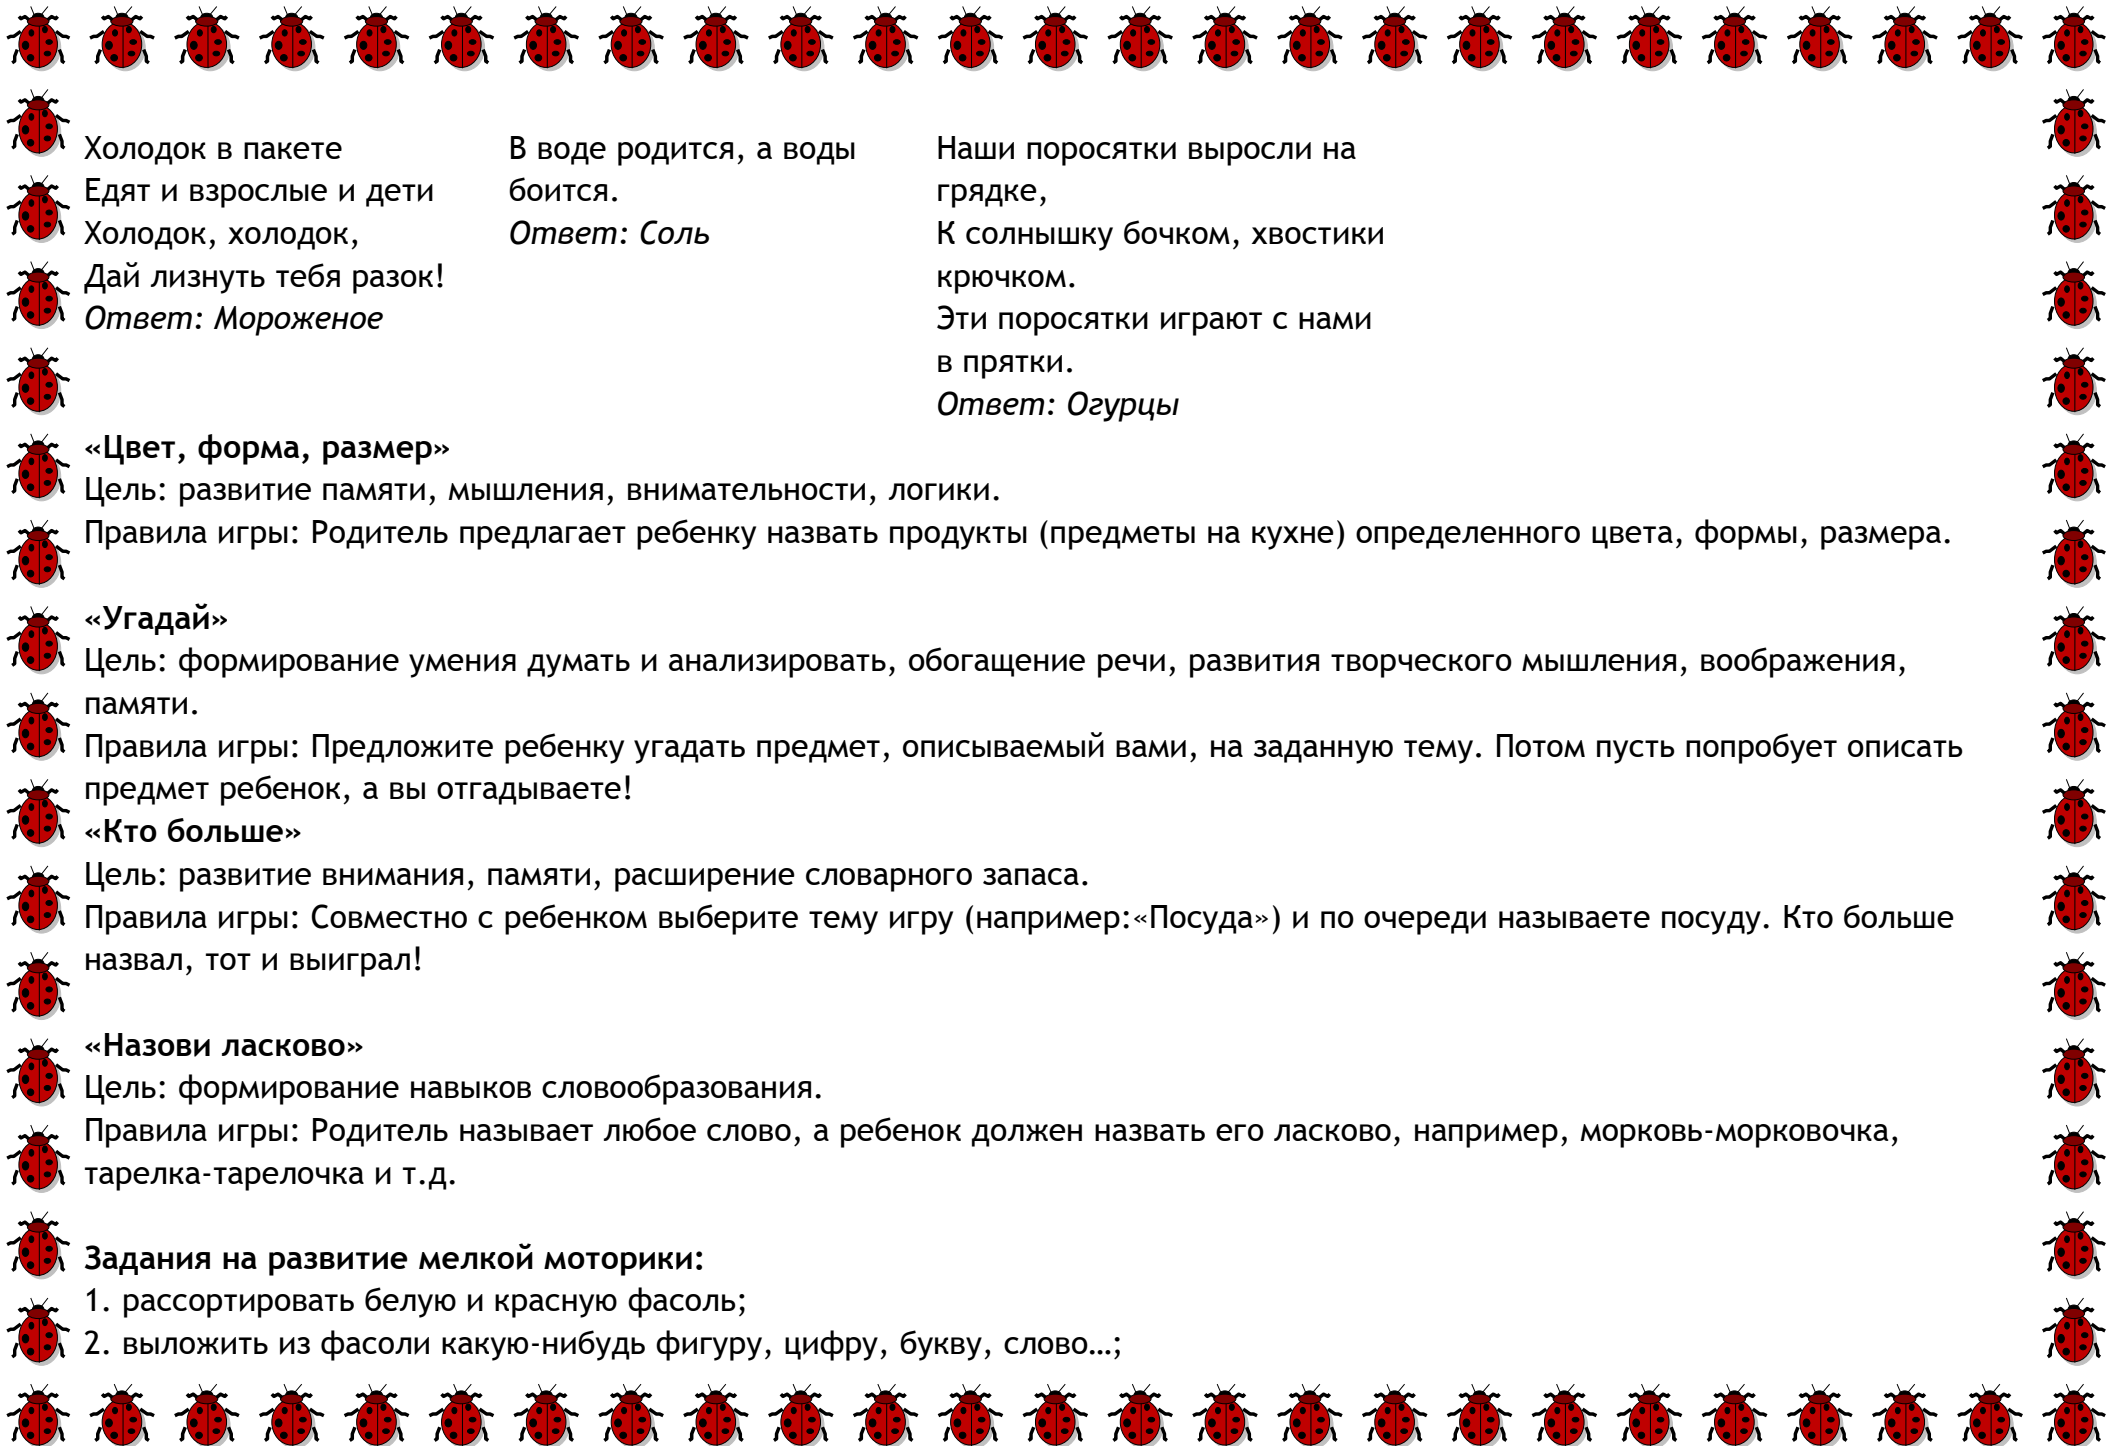 Холодок в пакете
Едят и взрослые и дети
Холодок, холодок,
Дай лизнуть тебя разок!
Ответ: Мороженое
В воде родится, а воды
боится.
Ответ: Соль
Наши поросятки выросли на
грядке,
К солнышку бочком, хвостики
крючком.
Эти поросятки играют с нами
в прятки.
Ответ: Огурцы
«Цвет, форма, размер»
Цель: развитие памяти, мышления, внимательности, логики.
Правила игры: Родитель предлагает ребенку назвать продукты (предметы на кухне) определенного цвета, формы, размера.
«Угадай»
Цель: формирование умения думать и анализировать, обогащение речи, развития творческого мышления, воображения,
памяти.
Правила игры: Предложите ребенку угадать предмет, описываемый вами, на заданную тему. Потом пусть попробует описать
предмет ребенок, а вы отгадываете!
«Кто больше»
Цель: развитие внимания, памяти, расширение словарного запаса.
Правила игры: Совместно с ребенком выберите тему игру (например:«Посуда») и по очереди называете посуду. Кто больше
назвал, тот и выиграл!
«Назови ласково»
Цель: формирование навыков словообразования.
Правила игры: Родитель называет любое слово, а ребенок должен назвать его ласково, например, морковь-морковочка,
тарелка-тарелочка и т.д.
Задания на развитие мелкой моторики:
1. рассортировать белую и красную фасоль;
2. выложить из фасоли какую-нибудь фигуру, цифру, букву, слово…;